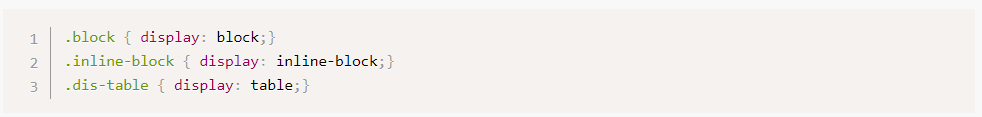 1 .block { display: block;}
2 .inline-block { display: inline-block;}
3 .dis-table { display: table;}